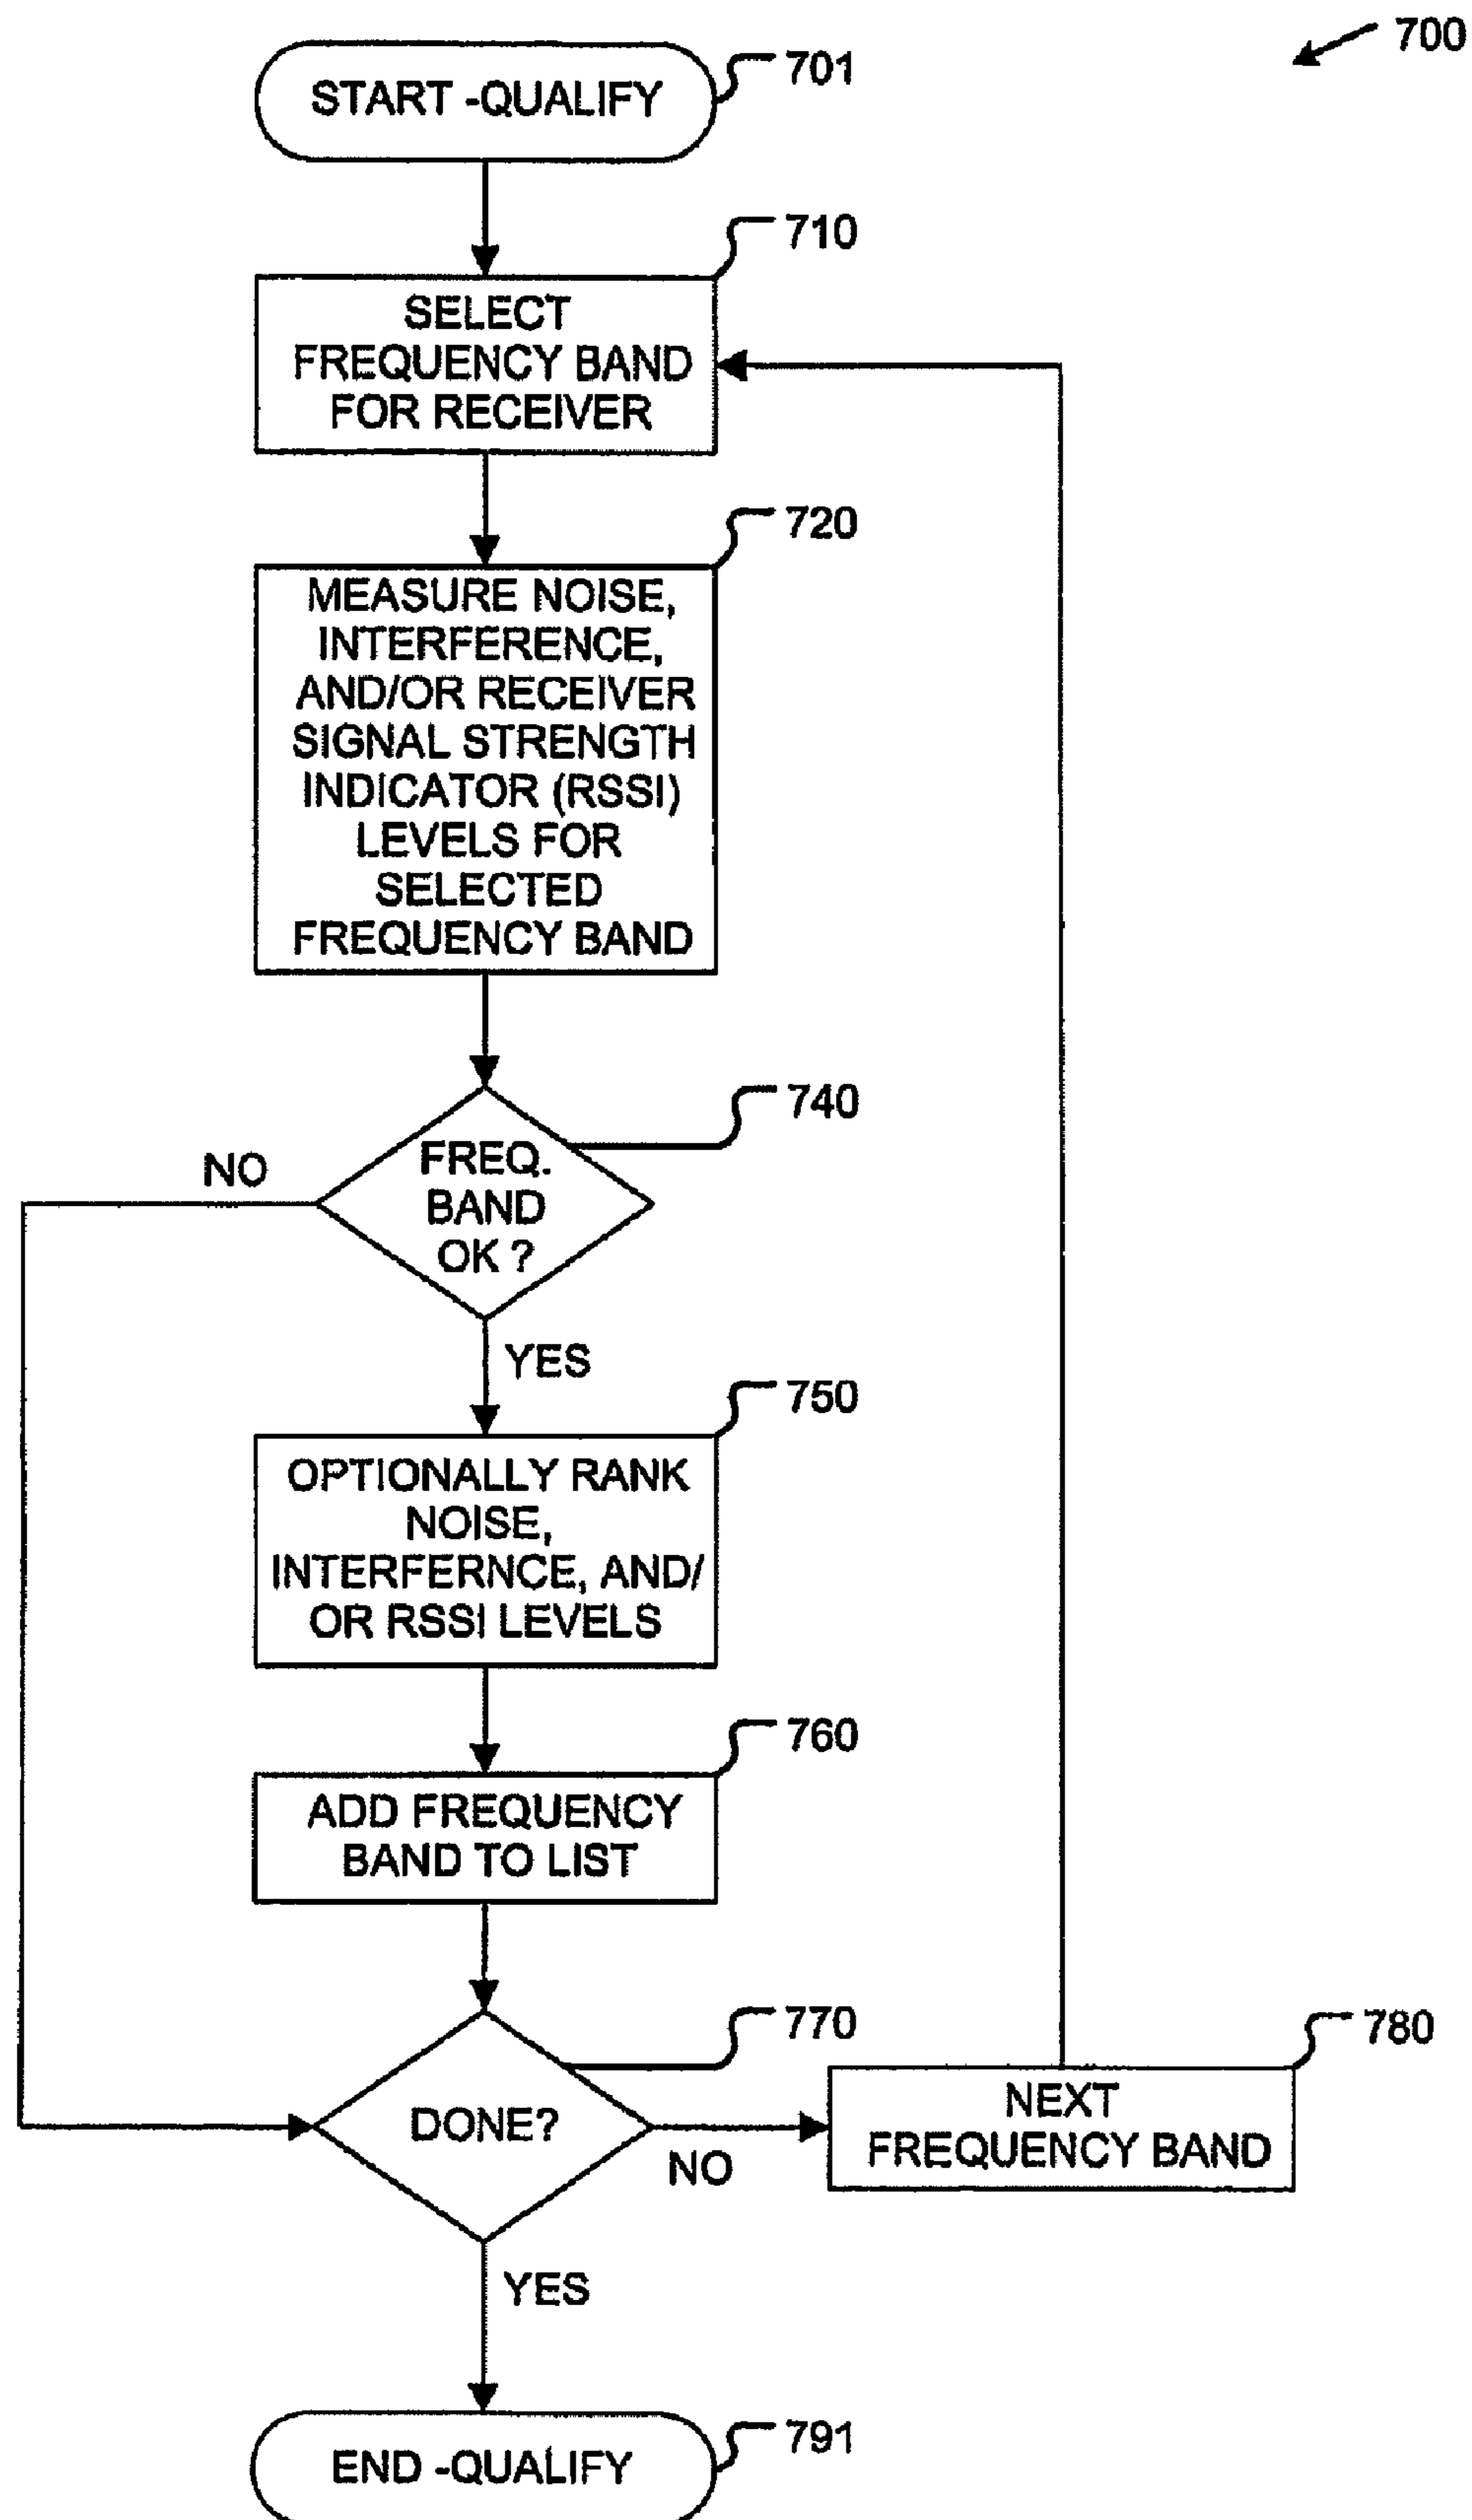 700
START -QUALIFY
701
710
SELECT
FREQUENCY BAND
FOR RECEIVER
720
MEASURE NOISE,
INTERFERENCE,
AND/OR RECEIVER
SIGNAL STRENGTH
INDICATOR (RSSI)
LEVELS FOR
SELECTED
FREQUENCY BAND
740
FREQ.
BAND
OK ?
NO
YES
750
OPTIONALLY RANK
NOISE,
INTERFERNCE, AND/
OR RSSI LEVELS
760
ADD FREQUENCY
BAND TO LIST
770
DONE?
NO
780
NEXT
FREQUENCY BAND
YES
791
END -QUALIFY